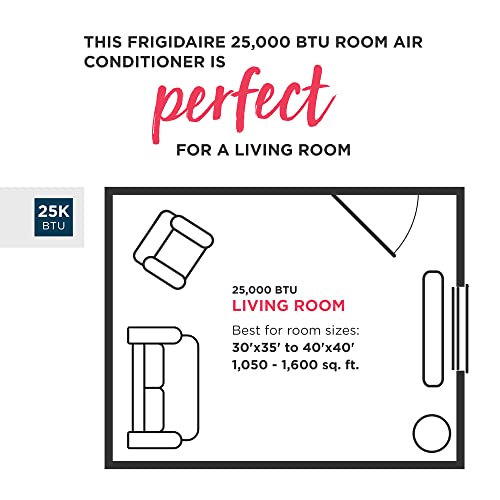 THIS FRIGIDAIRE 25,000 BTU ROOM AIR
CONDITIONER IS
perfect
FOR A LIVING ROOM
25K
BTU
25,000 BTU
LIVING ROOM
Best for room sizes:
30'x35' to 40'x40'
1,050 - 1,600 sq. ft.